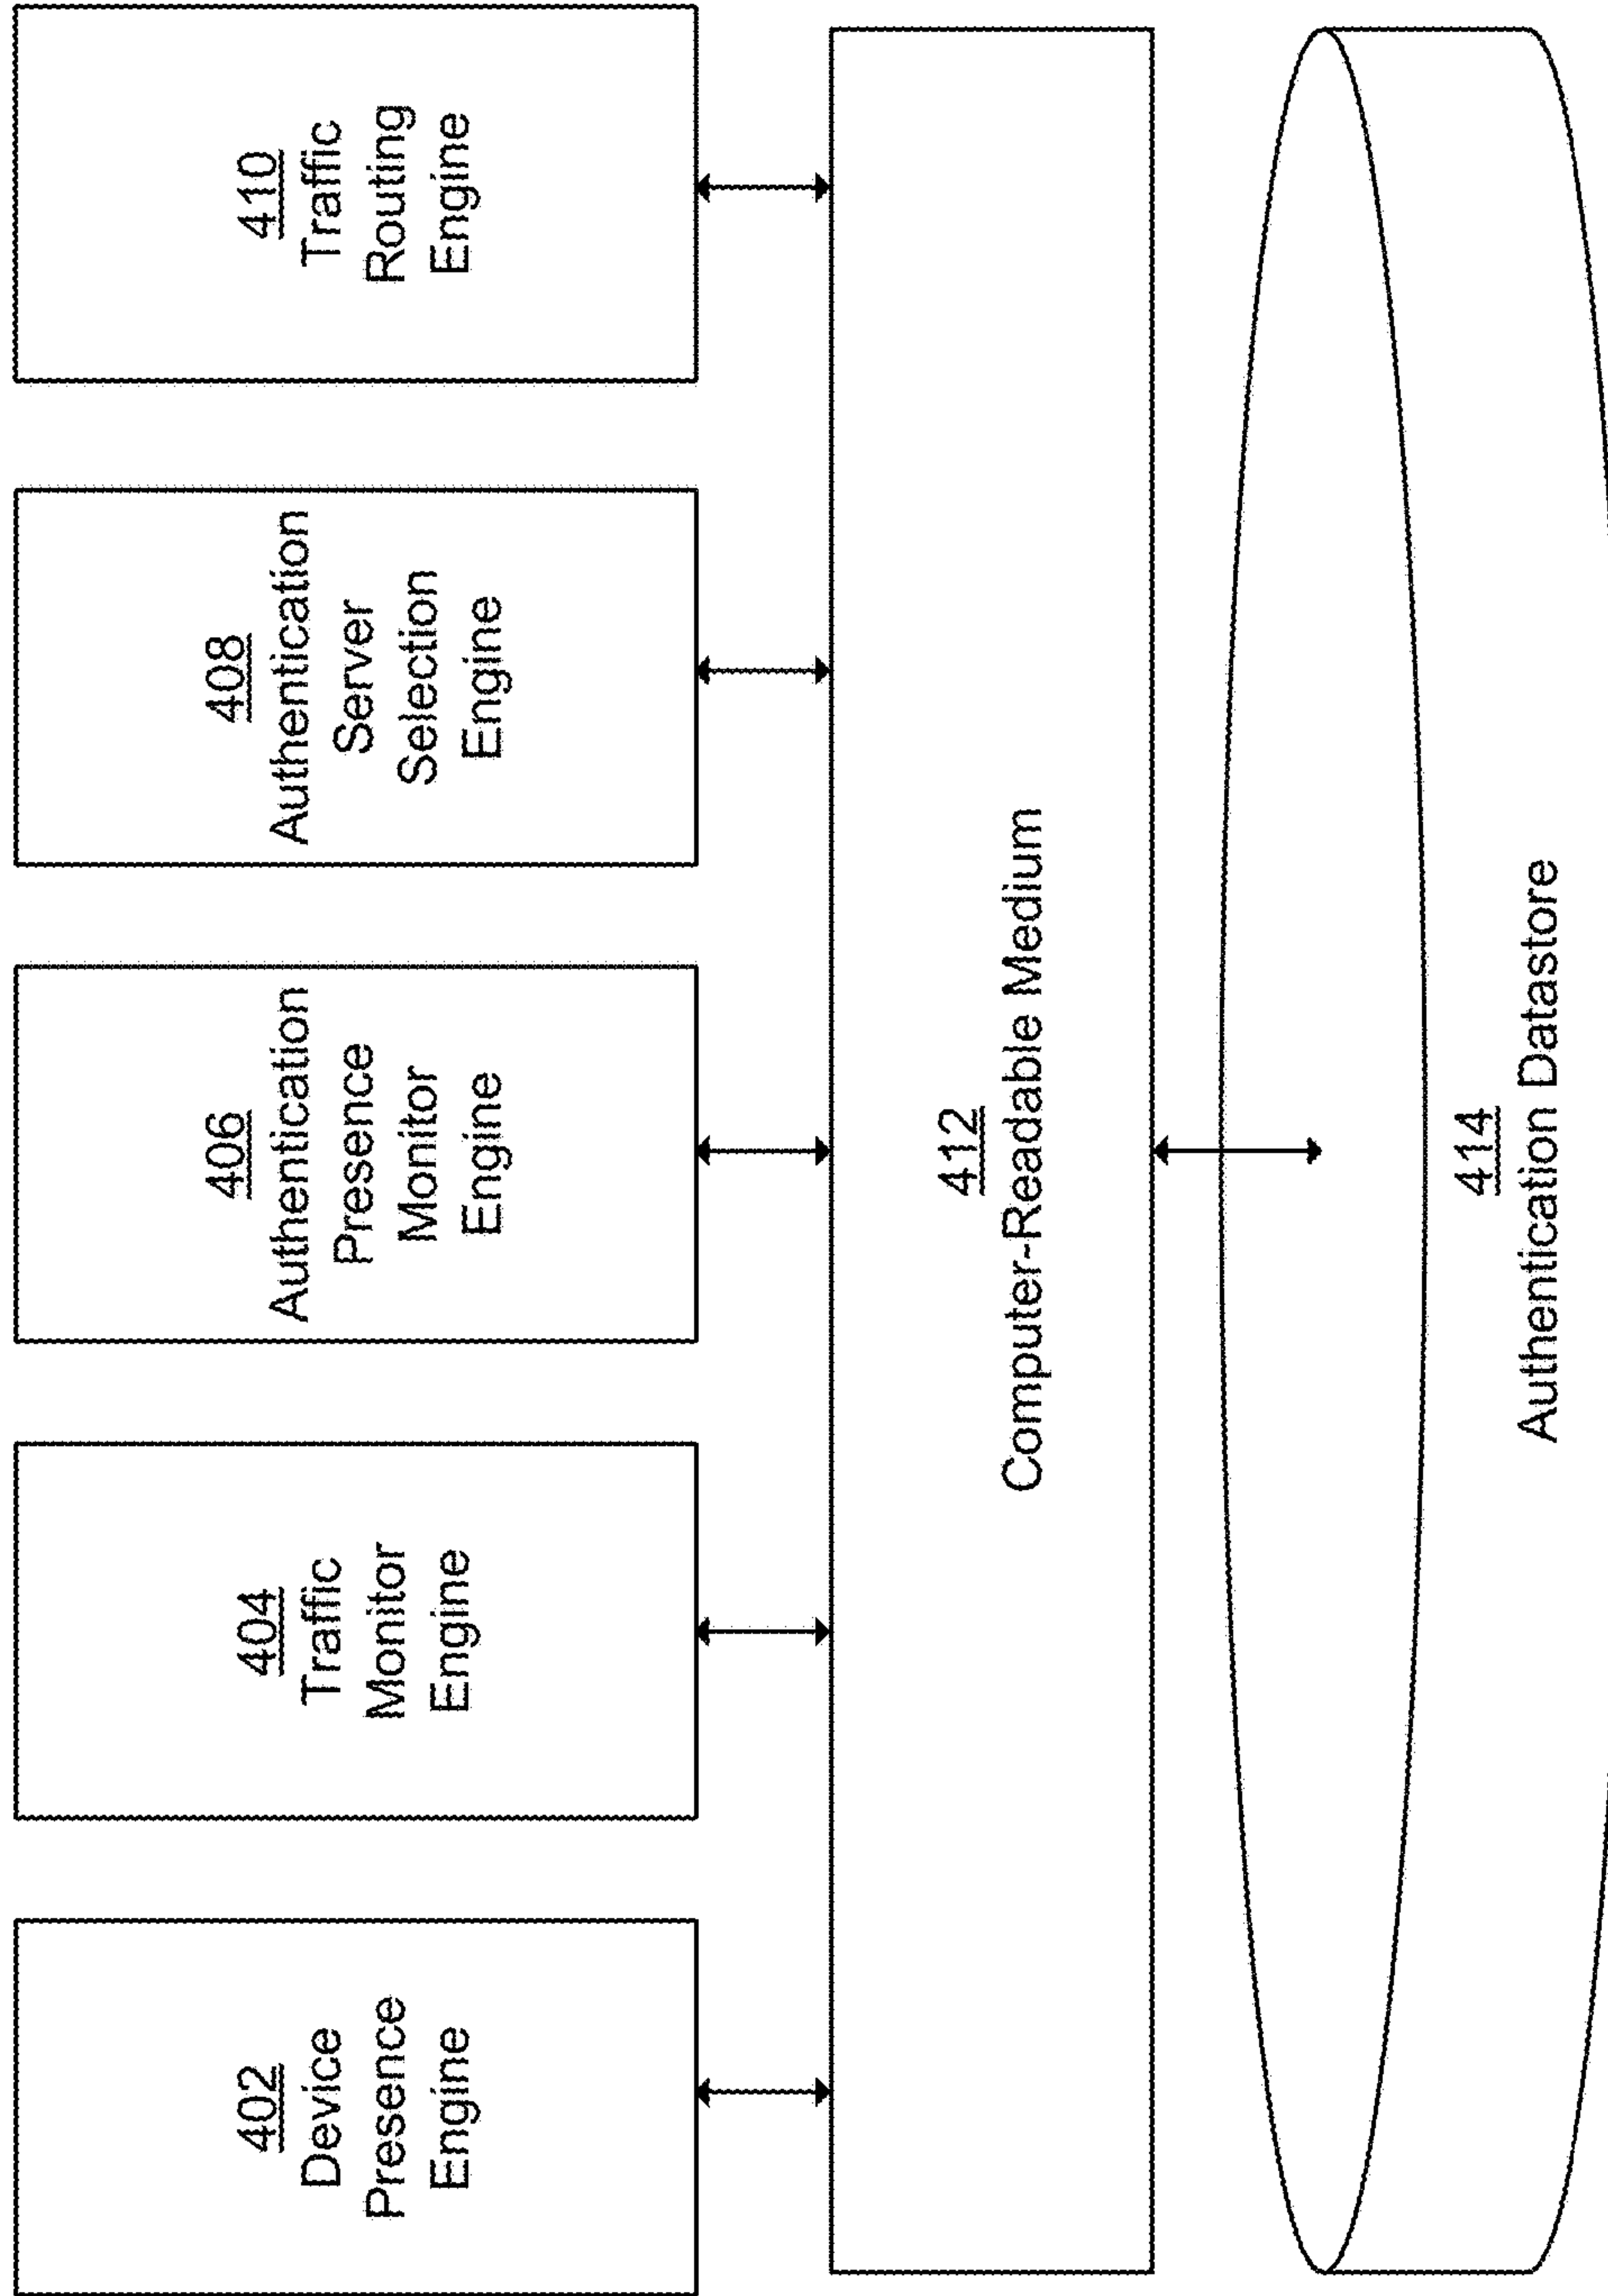 402
Device
Presence
Engine
404
Traffic
Monitor
Engine
406
Authentication
Presence
Monitor
Engine
408
Authentication
Server
Selection
Engine
410
Traffic
Routing
Engine
412
Computer-Readable Medium
414
Authentication Datastore